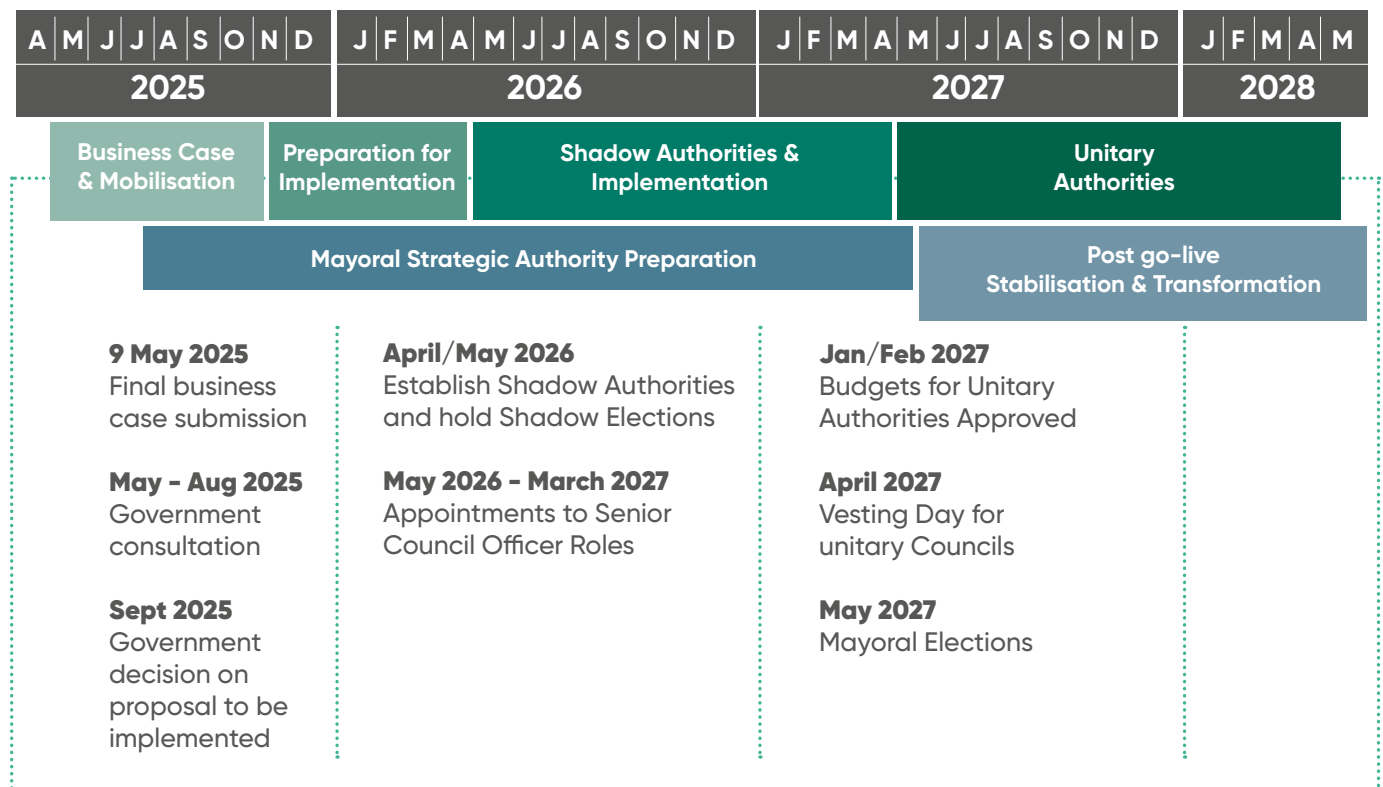 A M J J A S O N D J F M A M J J A S O N D J F M A M J J A S O N D J F M A M
2025 2026 2027 2028
Business Case
& Mobilisation
Preparation for
Implementation
Shadow Authorities &
Implementation
Unitary
Authorities
Mayoral Strategic Authority Preparation
Post go-live
Stabilisation & Transformation
9 May 2025
Final business
case submission
May - Aug 2025
Government
consultation
Sept 2025
Government
decision on
proposal to be
implemented
April/May 2026
Establish Shadow Authorities
and hold Shadow Elections
May 2026 - March 2027
Appointments to Senior
Council Officer Roles
Jan/Feb 2027
Budgets for Unitary
Authorities Approved
April 2027
Vesting Day for
unitary Councils
May 2027
Mayoral Elections